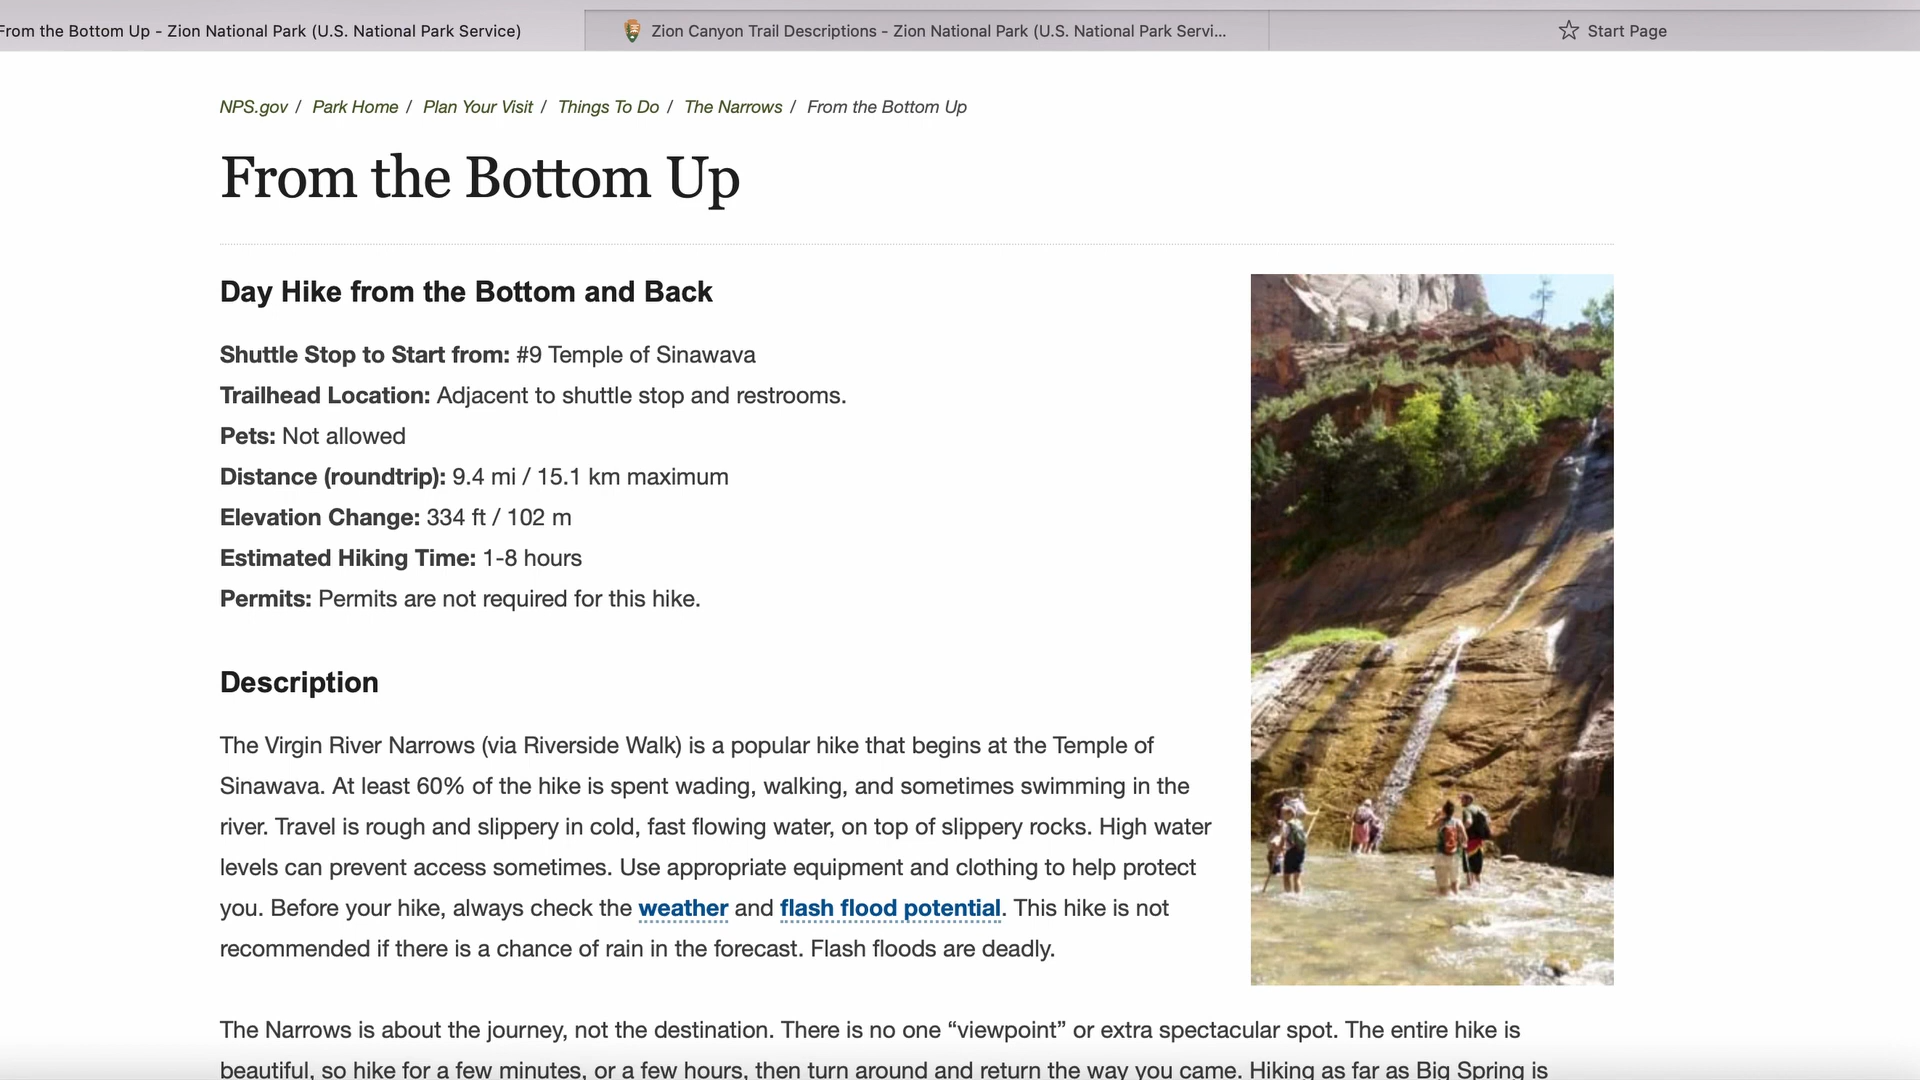 From the Bottom Up - Zion National Park (U.S. National Park Service)
Zion Canyon Trail Descriptions - Zion National Park (U.S. National Park Servi...
Start Page
NPS.gov / Park Home / Plan Your Visit / Things To Do / The Narrows / From the Bottom Up
From the Bottom Up
Day Hike from the Bottom and Back
Shuttle Stop to Start from: #9 Temple of Sinawava
Trailhead Location: Adjacent to shuttle stop and restrooms.
Pets: Not allowed
Distance (roundtrip): 9.4 mi / 15.1 km maximum
Elevation Change: 334 ft / 102 m
Estimated Hiking Time: 1-8 hours
Permits: Permits are not required for this hike.
Description
The Virgin River Narrows (via Riverside Walk) is a popular hike that begins at the Temple of
Sinawava. At least 60% of the hike is spent wading, walking, and sometimes swimming in the
river. Travel is rough and slippery in cold, fast flowing water, on top of slippery rocks. High water
levels can prevent access sometimes. Use appropriate equipment and clothing to help protect
you. Before your hike, always check the weather and flash flood potential. This hike is not
recommended if there is a chance of rain in the forecast. Flash floods are deadly.
The Narrows is about the journey, not the destination. There is no one “viewpoint” or extra spectacular spot. The entire hike is
beautiful, so hike for a few minutes, or a few hours, then turn around and return the way you came. Hiking as far as Big Spring is